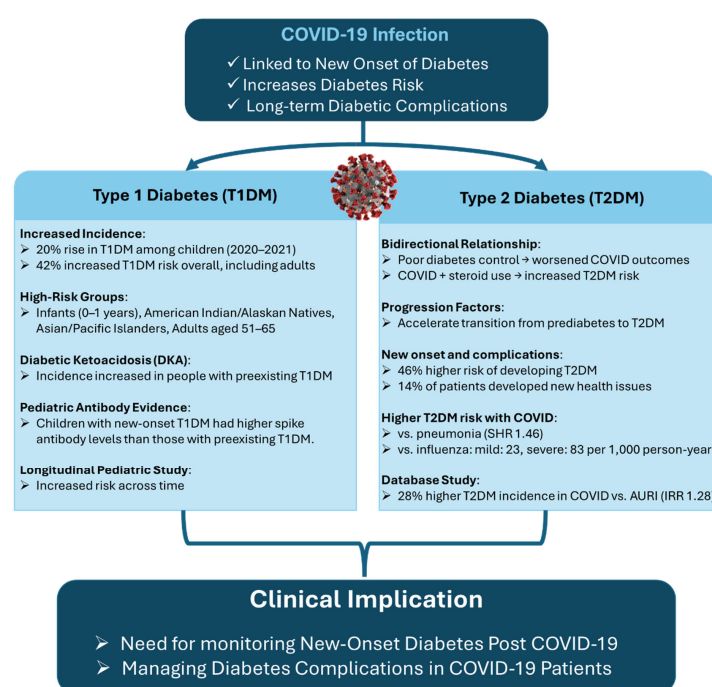 COVID-19 Infection
✓ Linked to New Onset of Diabetes
✓ Increases Diabetes Risk
✓ Long-term Diabetic Complications
Type 1 Diabetes (T1DM)
Increased Incidence:
➢ 20% rise in T1DM among children (2020–2021)
➢ 42% increased T1DM risk overall, including adults
High-Risk Groups:
➢ Infants (0–1 years), American Indian/Alaskan Natives,
Asian/Pacific Islanders, Adults aged 51–65
Diabetic Ketoacidosis (DKA):
➢ Incidence increased in people with preexisting T1DM
Pediatric Antibody Evidence:
➢ Children with new-onset T1DM had higher spike
antibody levels than those with preexisting T1DM.
Longitudinal Pediatric Study:
➢ Increased risk across time
Type 2 Diabetes (T2DM)
Bidirectional Relationship:
➢ Poor diabetes control → worsened COVID outcomes
➢ COVID + steroid use → increased T2DM risk
Progression Factors:
➢ Accelerate transition from prediabetes to T2DM
New onset and complications:
➢ 46% higher risk of developing T2DM
➢ 14% of patients developed new health issues
Higher T2DM risk with COVID:
➢ vs. pneumonia (SHR 1.46)
➢ vs. influenza: mild: 23, severe: 83 per 1,000 person-year
Database Study:
➢ 28% higher T2DM incidence in COVID vs. AURI (IRR 1.28)
Clinical Implication
➢ Need for monitoring New-Onset Diabetes Post COVID-19
➢ Managing Diabetes Complications in COVID-19 Patients